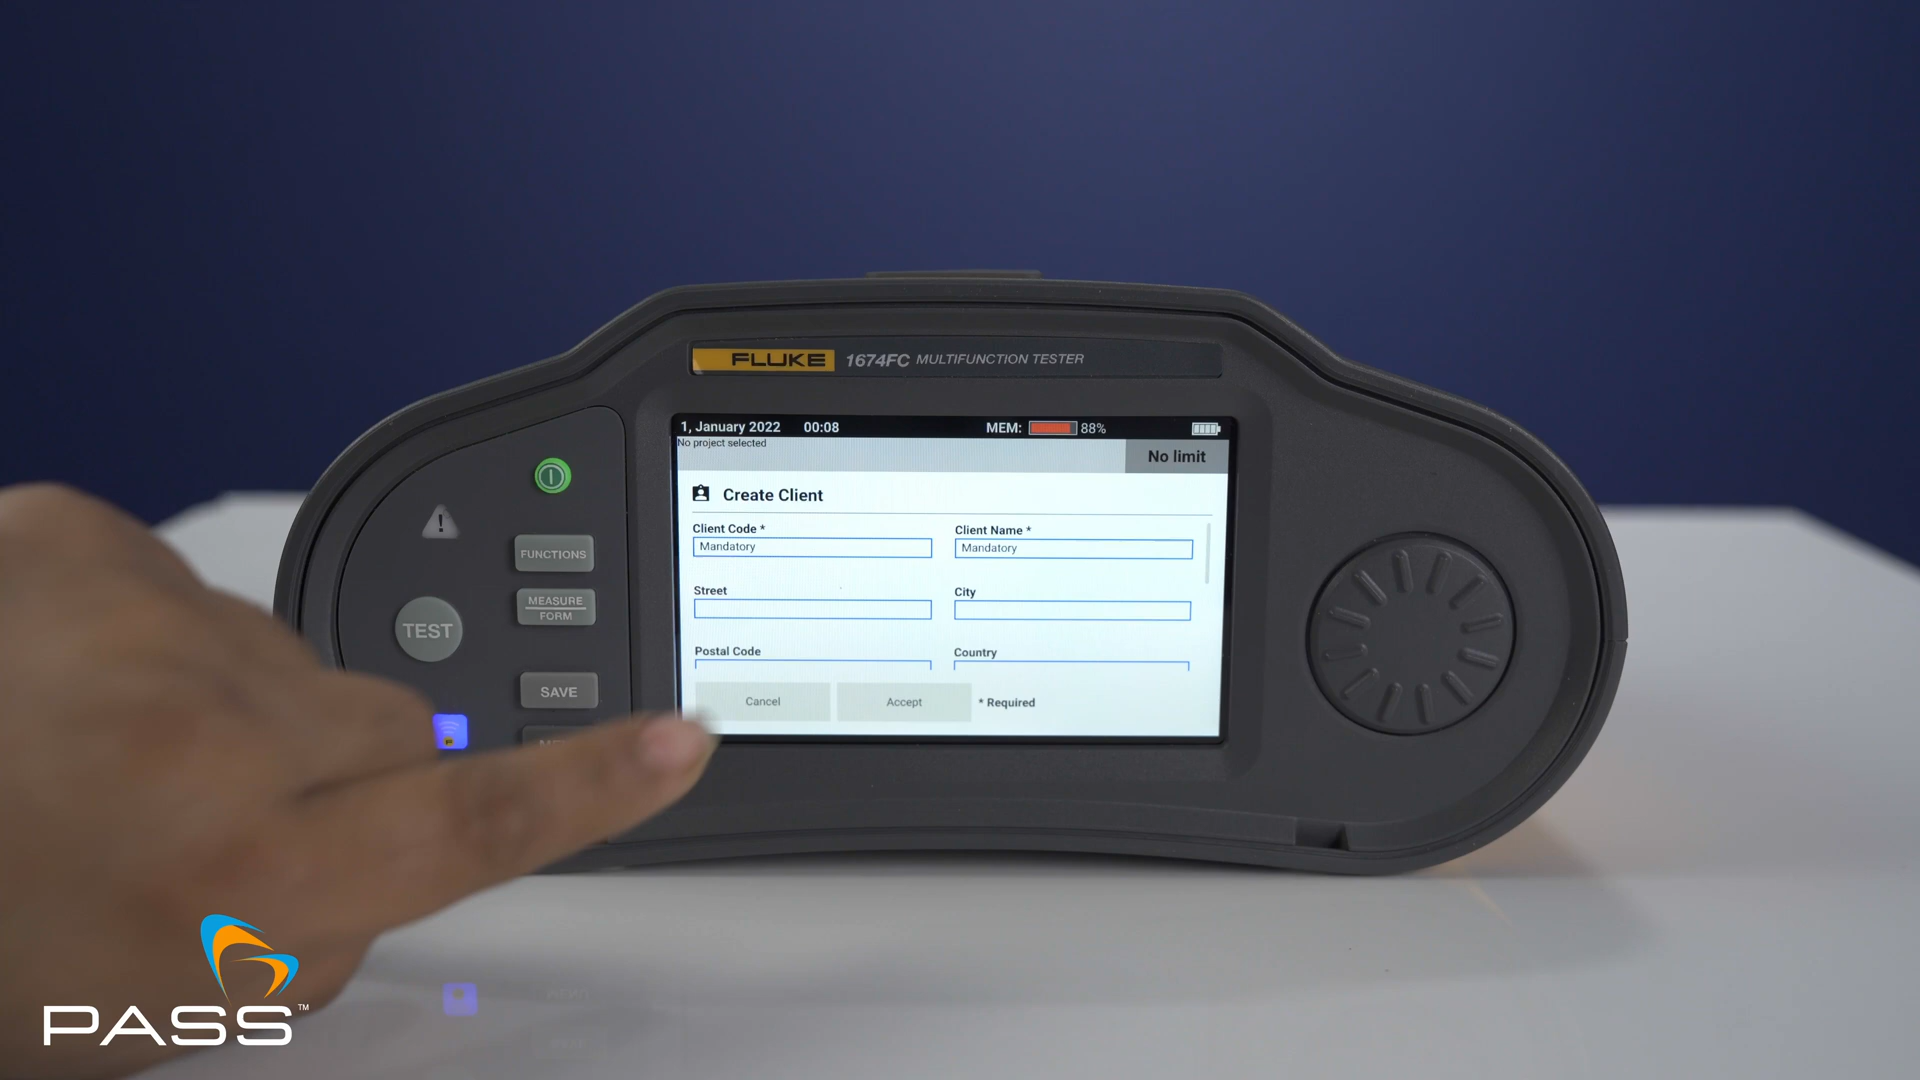 FLUKE 1674FC MULTIFUNCTION TESTER
1, January 2022 00:08 MEM: 88%
No project selected
No limit
Create Client
Client Code * Client Name *
Mandatory Mandatory
Street City
Postal Code Country
Cancel Accept * Required
!
FUNCTIONS
MEASURE
FORM
TEST
SAVE
PASS™